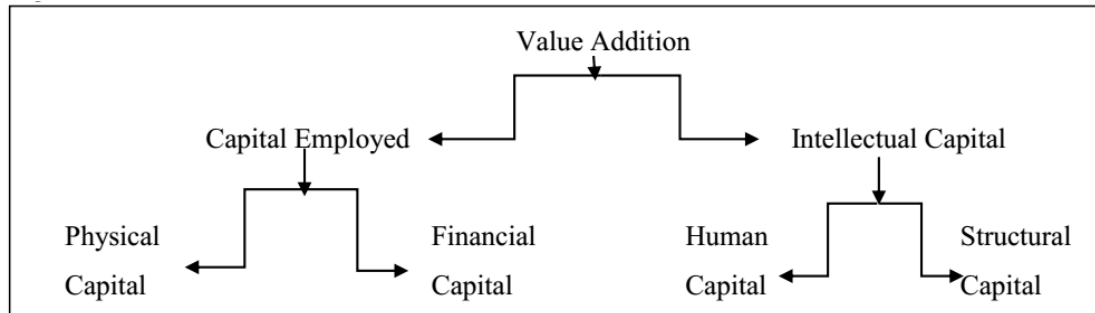 Value Addition
Capital Employed
Intellectual Capital
Physical
Capital
Financial
Capital
Human
Capital
Structural
Capital